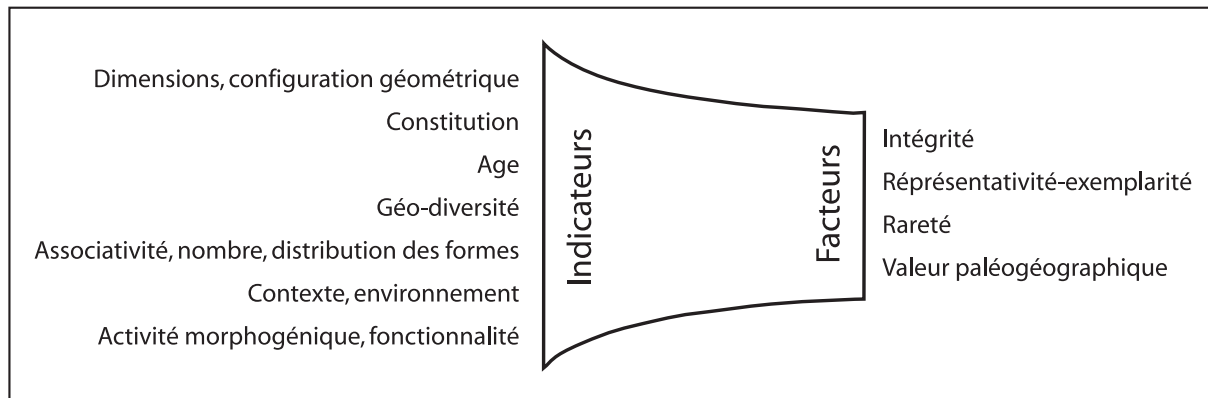 Dimensions, configuration géométrique
Constitution
Age
Géo-diversité
Associativité, nombre, distribution des formes
Contexte, environnement
Activité morphogénique, fonctionnalité
Indicateurs
Facteurs
Intégrité
Réprésentativité-exemplarité
Rareté
Valeur paléogéographique